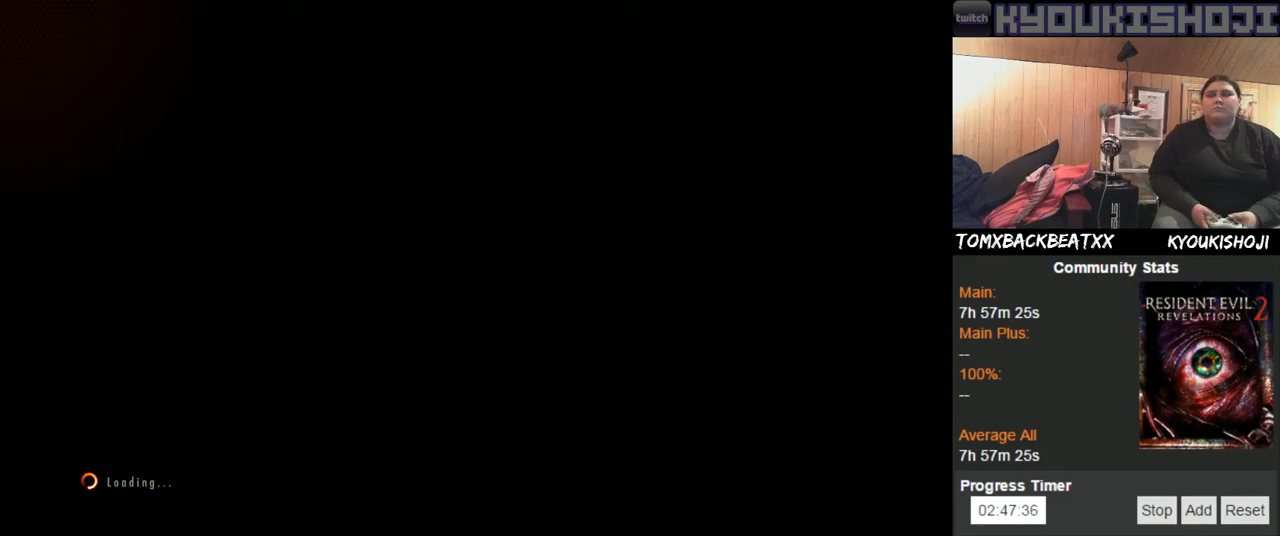 twitch KYOUKISHOJI
TOMXBACKBEATXX KYOUKISHOJI
Community Stats
Main:
7h 57m 25s
Main Plus:
--
100%:
--
Average All
7h 57m 25s
RESIDENT EVIL
REVELATIONS 2
Progress Timer
02:47:36 Stop Add Reset
Loading...